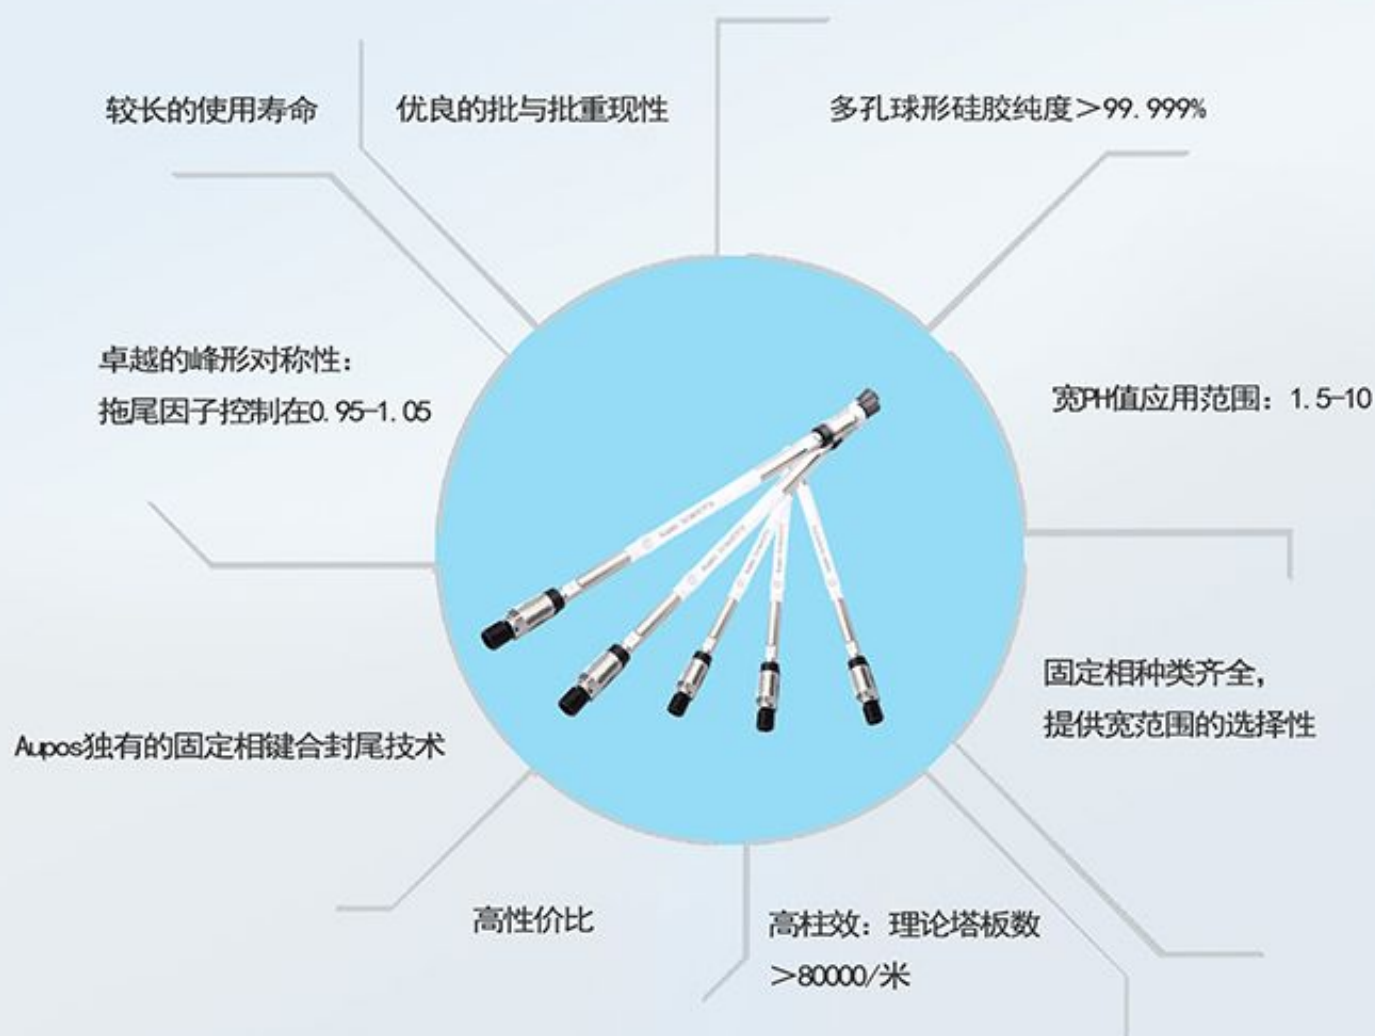 较长的使用寿命
优良的批与批重现性
多孔球形硅胶纯度＞99.999%
卓越的峰形对称性：
拖尾因子控制在0.95-1.05
宽PH值应用范围：1.5-10
固定相种类齐全，
提供宽范围的选择性
Aupos独有的固定相键合封尾技术
高性价比
高柱效：理论塔板数
＞80000/米